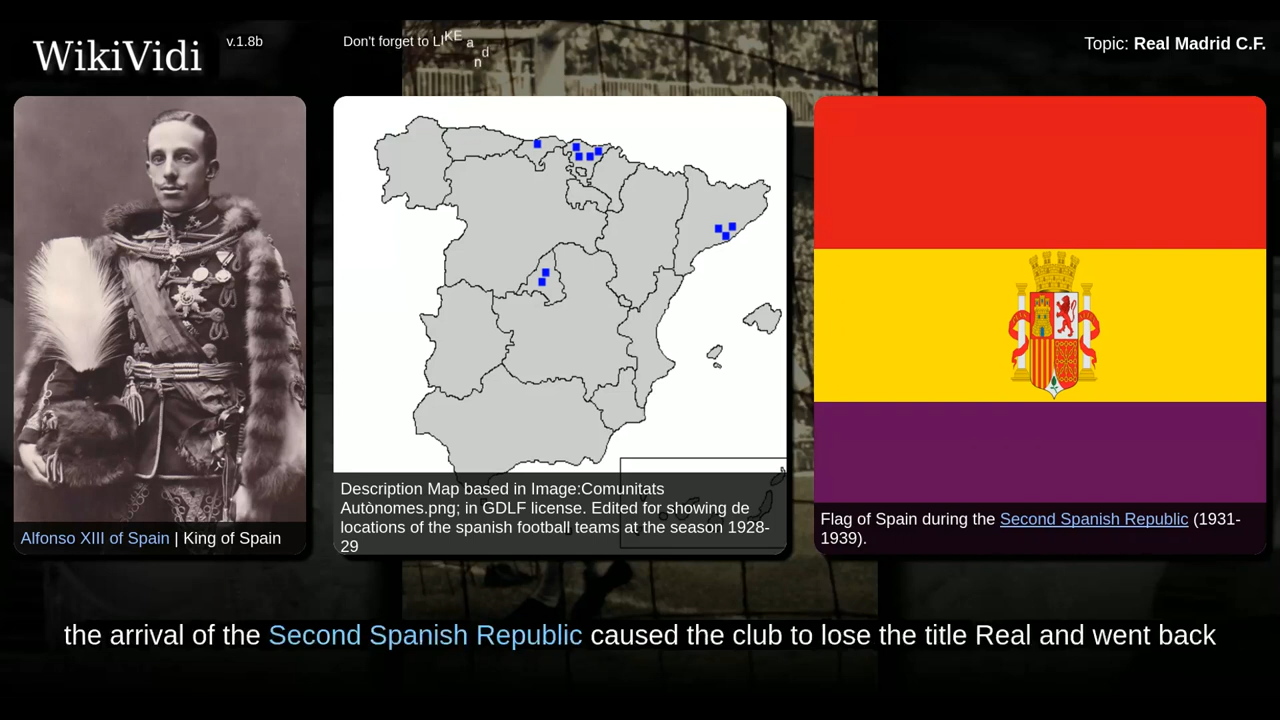 WikiVidi
v.1.8b
Don't forget to LIKE and
Topic: Real Madrid C.F.
Alfonso XIII of Spain | King of Spain
Description Map based in Image:Comunitats
Autònomes.png; in GDLF license. Edited for showing de
locations of the spanish football teams at the season 1928-
29
Flag of Spain during the Second Spanish Republic (1931-
1939).
the arrival of the Second Spanish Republic caused the club to lose the title Real and went back